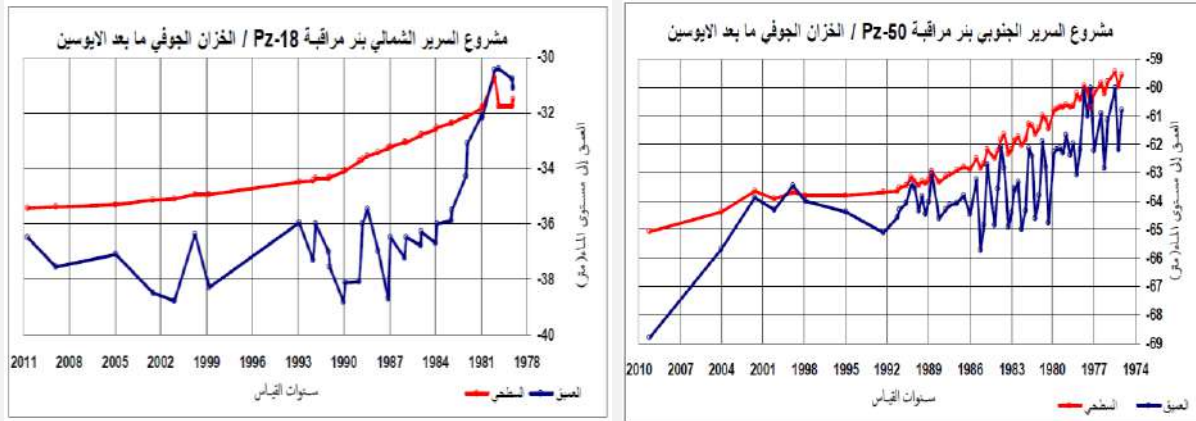 مشروع السرير الشمالي بئر مراقبة Pz-18 / الخزان الجوفي ما بعد الايوسين
-30
-32
-34
-36
-38
-40
العمق إلى مستوى الماء (متر)
2011 2008 2005 2002 1999 1996 1993 1990 1987 1984 1981 1978
سنوات القياس
السطحي العميق
مشروع السرير الجنوبي بئر مراقبة Pz-50 / الخزان الجوفي ما بعد الايوسين
-59
-60
-61
-62
-63
-64
-65
-66
-67
-68
-69
العمق إلى مستوى الماء (متر)
2010 2007 2004 2001 1998 1995 1992 1989 1986 1983 1980 1977 1974
سنوات القياس
السطحي العميق